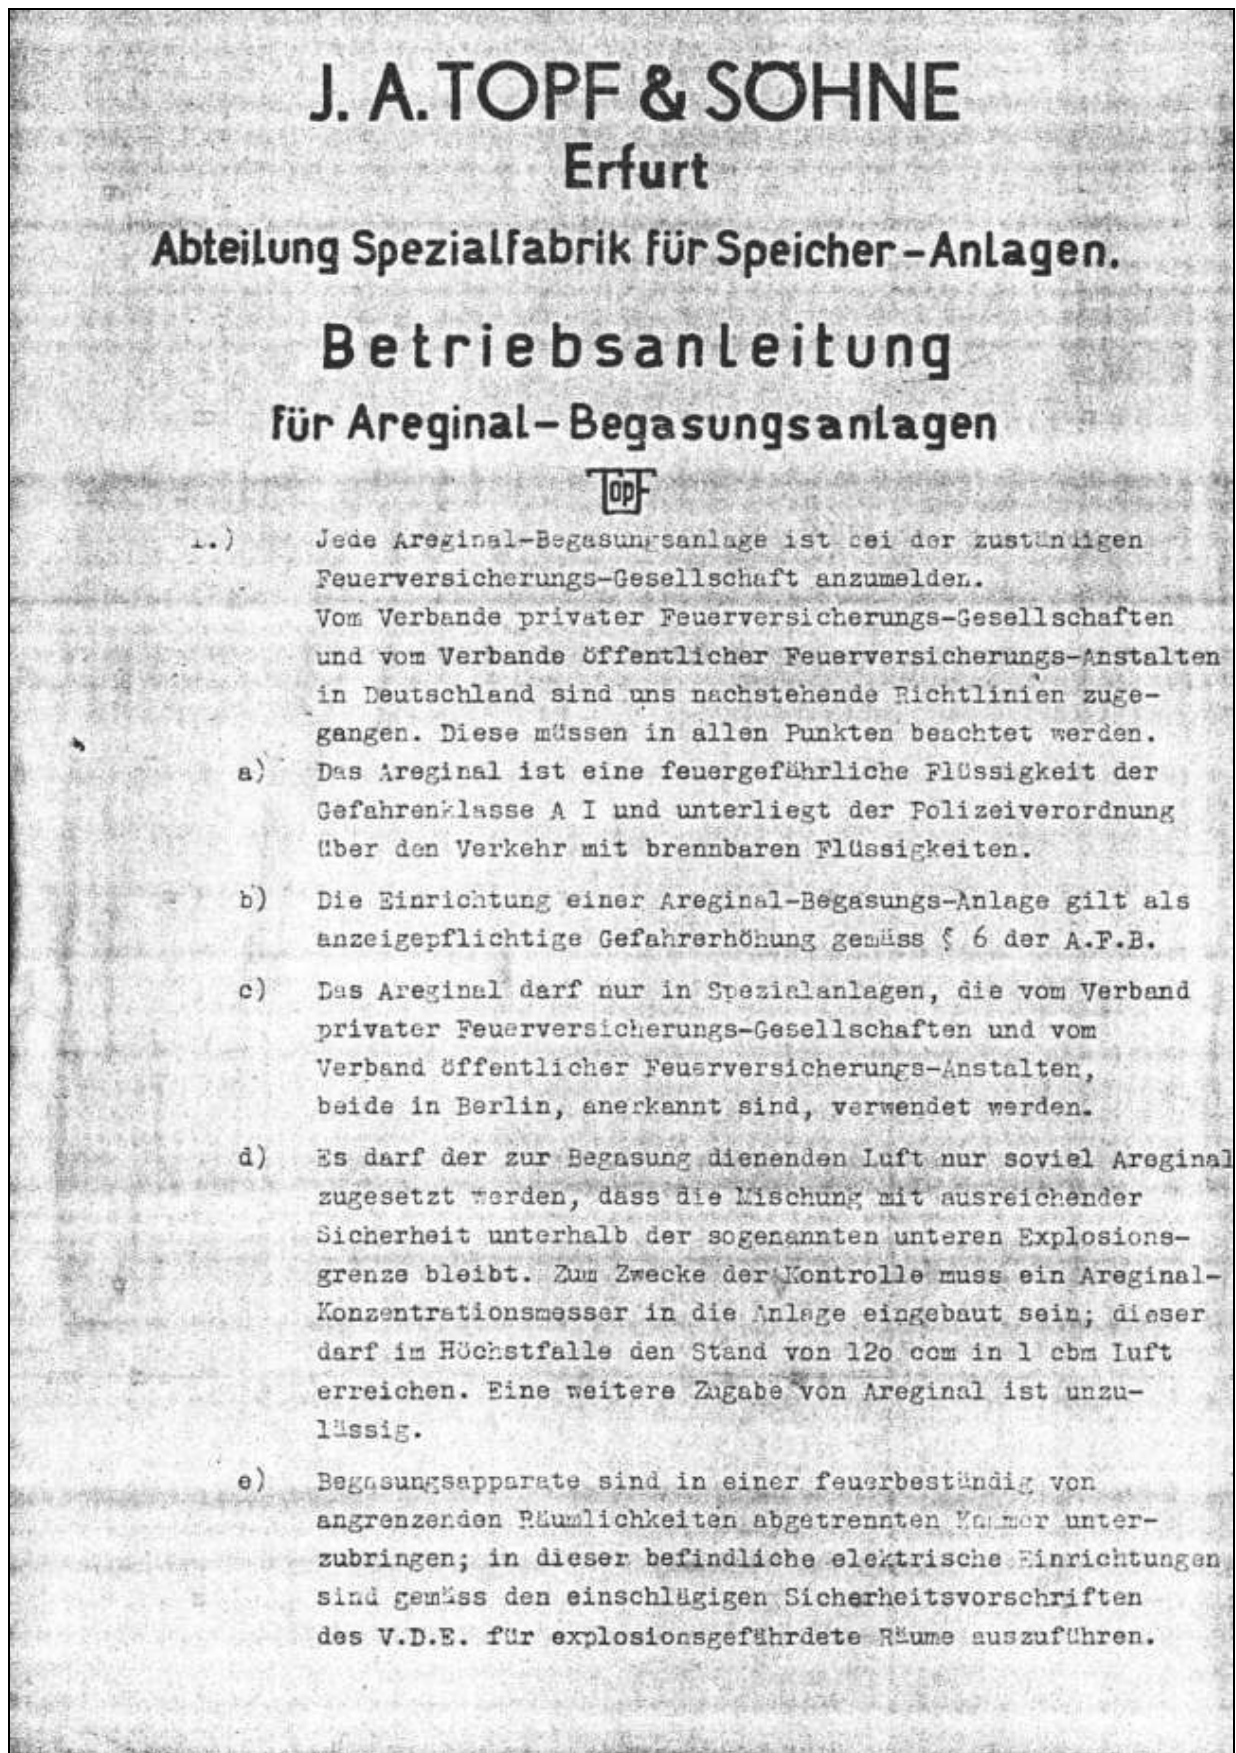 J. A. TOPF & SÖHNE
Erfurt
Abteilung Spezialfabrik für Speicher-Anlagen.
Betriebsanleitung
für Areginal-Begasungsanlagen
TOPF
1.) Jede Areginal-Begasungsanlage ist bei der zuständigen
Feuerversicherungs-Gesellschaft anzumelden.
Vom Verbande privater Feuerversicherungs-Gesellschaften
und vom Verbande öffentlicher Feuerversicherungs-Anstalten
in Deutschland sind uns nachstehende Richtlinien zuge-
gangen. Diese müssen in allen Punkten beachtet werden.
a) Das Areginal ist eine feuergefährliche Flüssigkeit der
Gefahrenklasse A I und unterliegt der Polizeiverordnung
über den Verkehr mit brennbaren Flüssigkeiten.
b) Die Einrichtung einer Areginal-Begasungs-Anlage gilt als
anzeigepflichtige Gefahrerhöhung gemäss § 6 der A.F.B.
c) Das Areginal darf nur in Spezialanlagen, die vom Verband
privater Feuerversicherungs-Gesellschaften und vom
Verband öffentlicher Feuerversicherungs-Anstalten,
beide in Berlin, anerkannt sind, verwendet werden.
d) Es darf der zur Begasung dienenden Luft nur soviel Areginal
zugesetzt werden, dass die Mischung mit ausreichender
Sicherheit unterhalb der sogenannten unteren Explosions-
grenze bleibt. Zum Zwecke der Kontrolle muss ein Areginal-
Konzentrationsmesser in die Anlage eingebaut sein; dieser
darf im Höchstfalle den Stand von 12o ccm in 1 cbm Luft
erreichen. Eine weitere Zugabe von Areginal ist unzu-
lässig.
e) Begasungsapparate sind in einer feuerbeständig von
angrenzenden Räumlichkeiten abgetrennten Kammer unter-
zubringen; in dieser befindliche elektrische Einrichtungen
sind gemäss den einschlägigen Sicherheitsvorschriften
des V.D.E. für explosionsgefährdete Räume auszuführen.